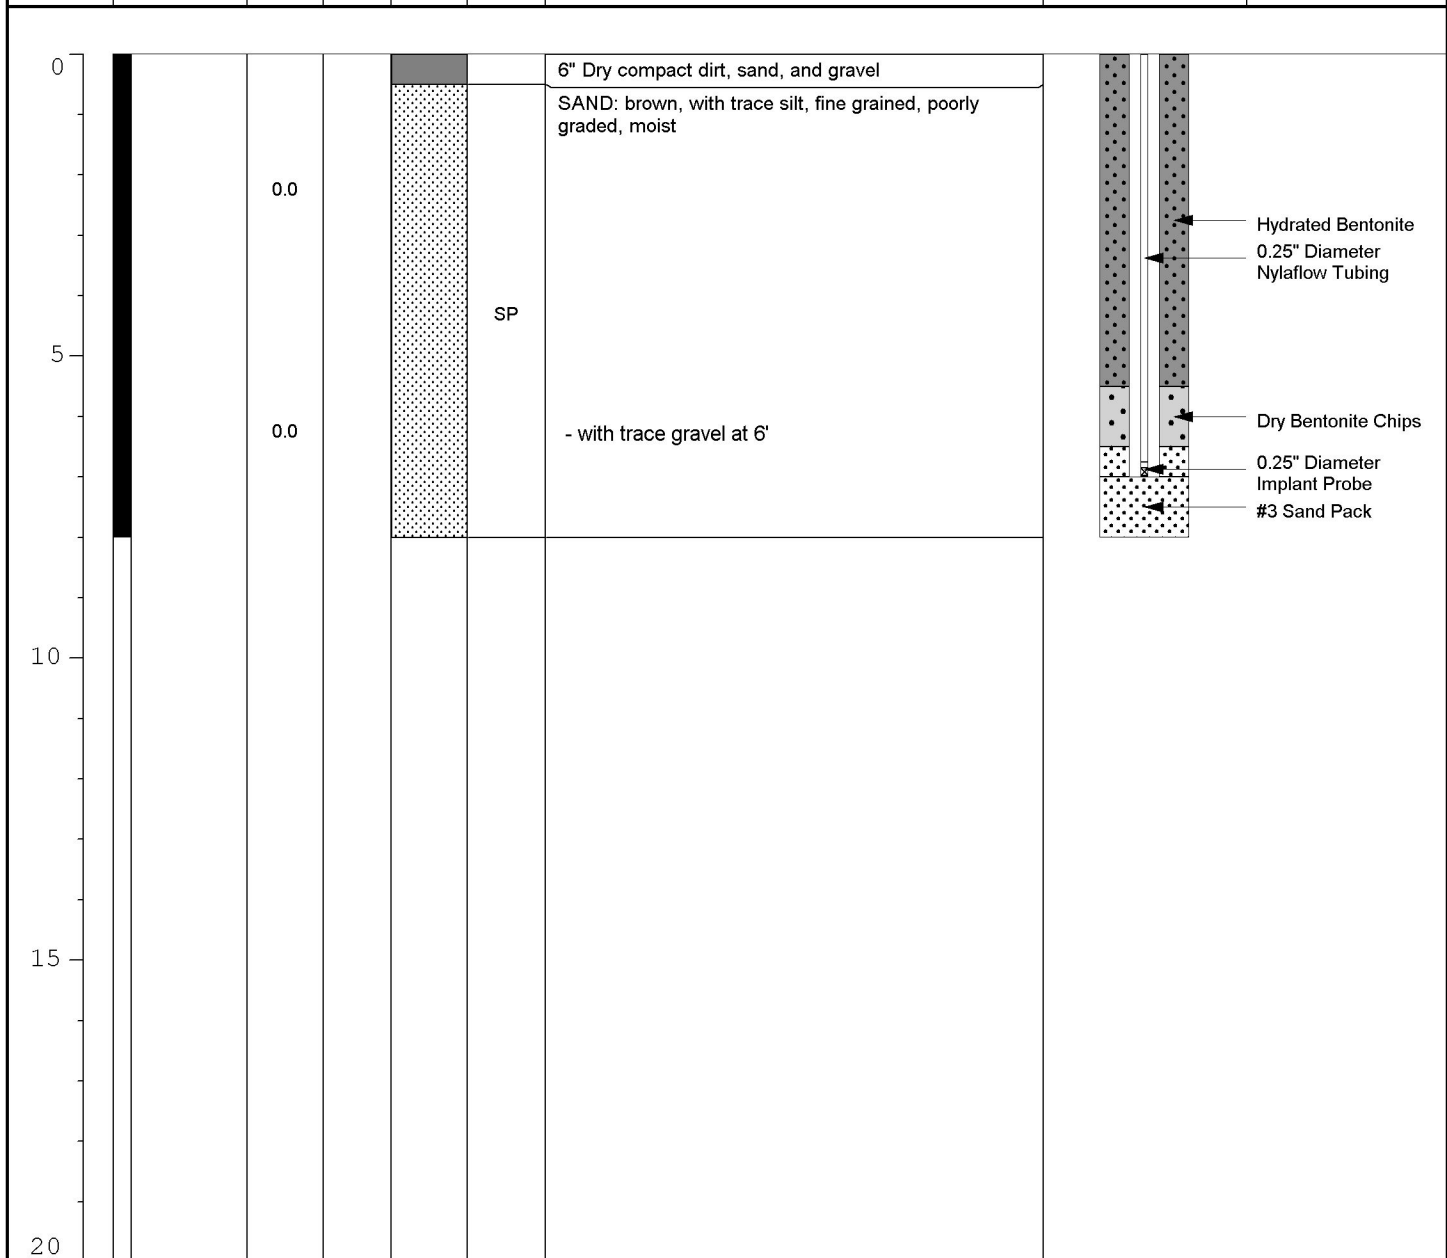 0
6" Dry compact dirt, sand, and gravel
SAND: brown, with trace silt, fine grained, poorly
graded, moist
0.0
Hydrated Bentonite
0.25" Diameter
Nylaflow Tubing
SP
5
Dry Bentonite Chips
0.0
- with trace gravel at 6'
0.25" Diameter
Implant Probe
#3 Sand Pack
10
15
20